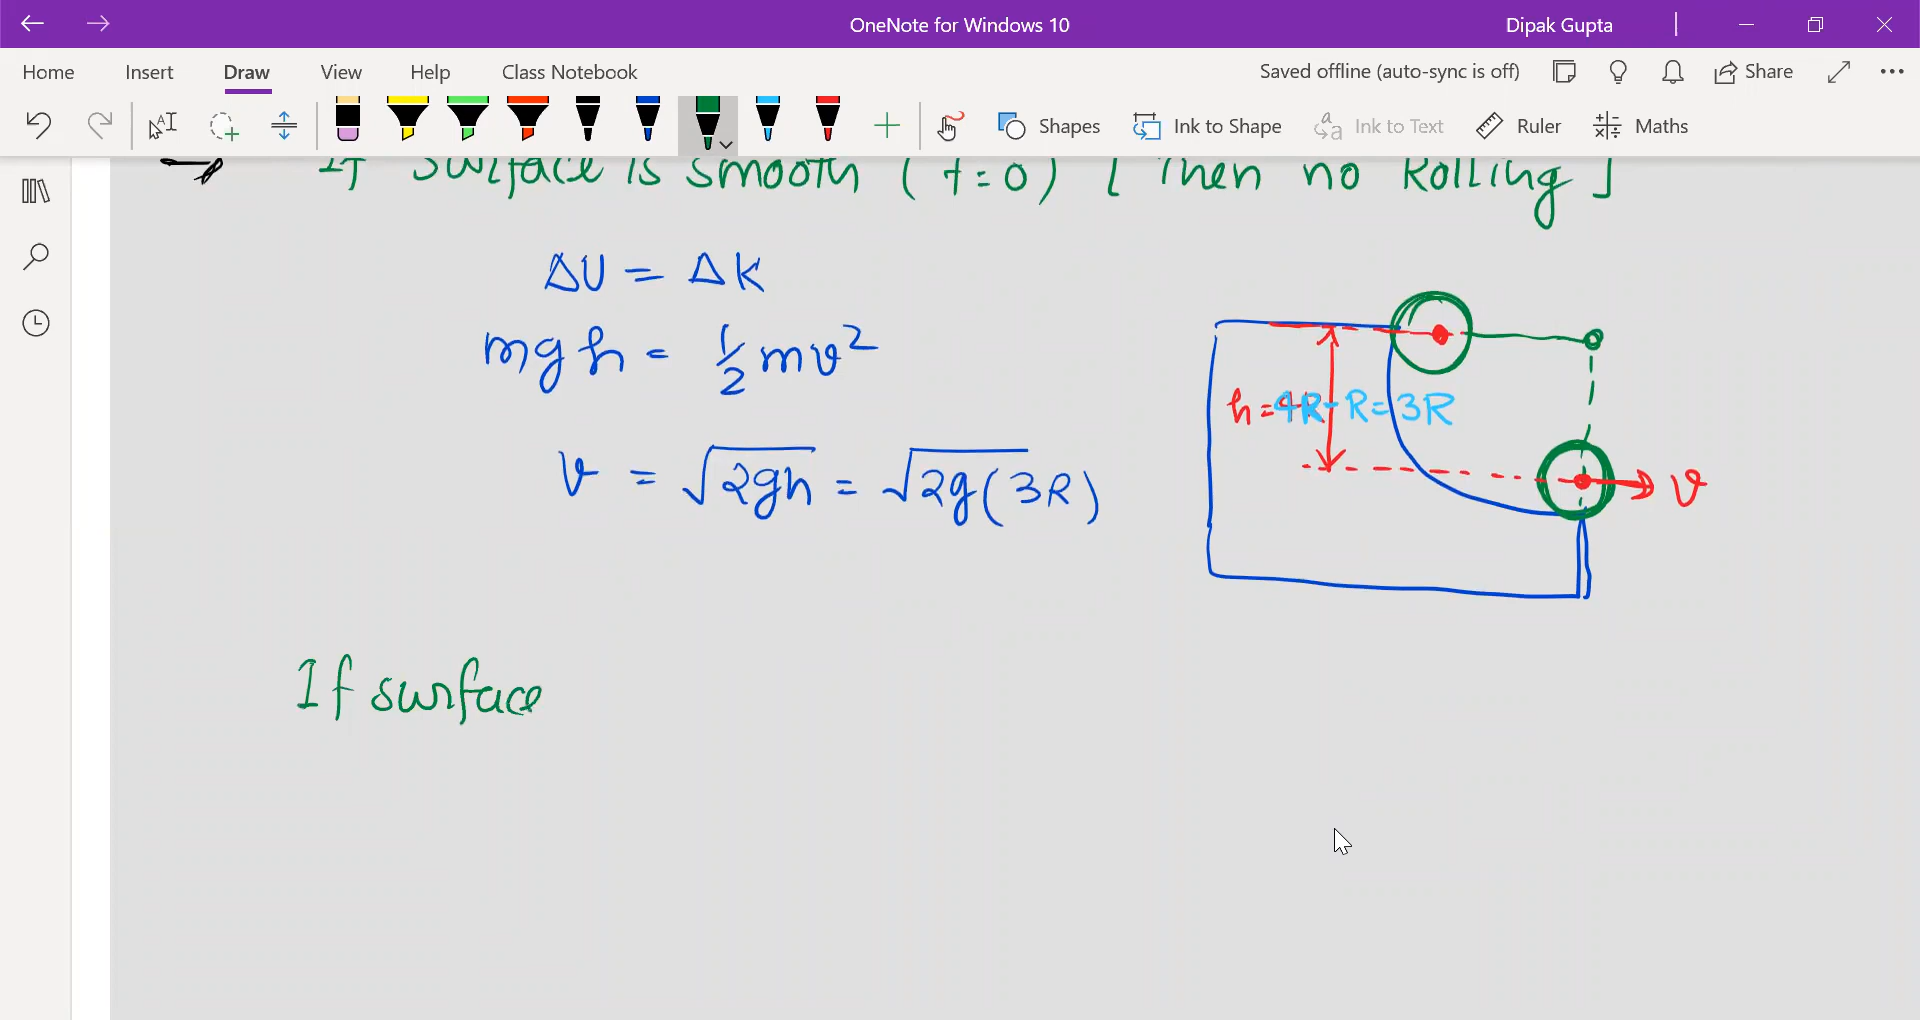 OneNote for Windows 10
Dipak Gupta
Home Insert Draw View Help Class Notebook
Saved offline (auto-sync is off) Share
Shapes Ink to Shape Ink to Text Ruler Maths
If surface is smooth (f=0) [Then no Rolling]
ΔU = ΔK
mgh = ½mv²
v = √2gh = √2g(3R)
h=4R-R=3R
v
If surface